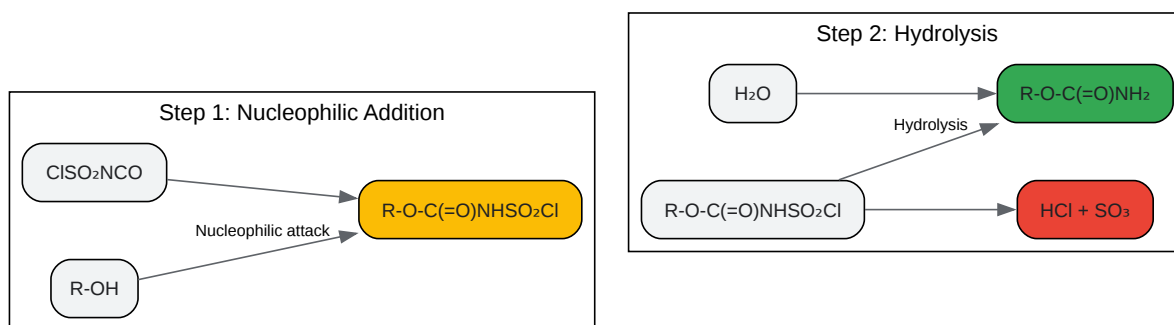 Step 1: Nucleophilic Addition
ClSO₂NCO
R-O-C(=O)NHSO₂Cl
Nucleophilic attack
R-OH
Step 2: Hydrolysis
H₂O
R-O-C(=O)NH₂
Hydrolysis
R-O-C(=O)NHSO₂Cl
HCl + SO₃